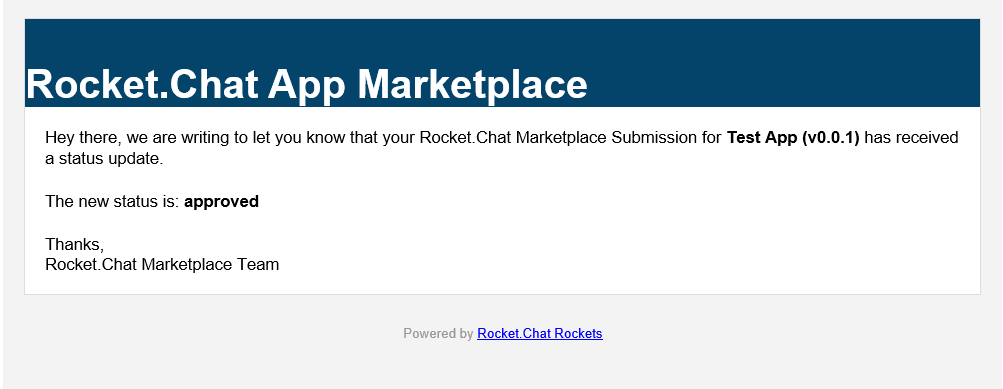 Rocket.Chat App Marketplace
Hey there, we are writing to let you know that your Rocket.Chat Marketplace Submission for Test App (v0.0.1) has received
a status update.
The new status is: approved
Thanks,
Rocket.Chat Marketplace Team
Powered by Rocket.Chat Rockets